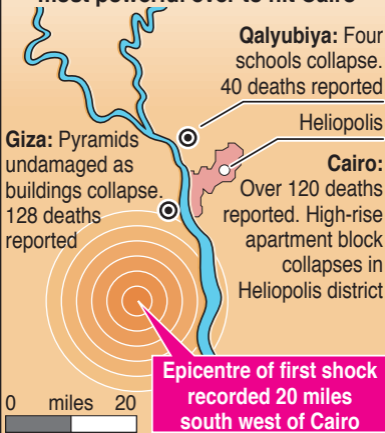 most powerful ever to hit Cairo
Qalyubiya: Four
schools collapse.
40 deaths reported
Heliopolis
Giza: Pyramids
undamaged as
buildings collapse.
128 deaths
reported
Cairo:
Over 120 deaths
reported. High-rise
apartment block
collapses in
Heliopolis district
Epicentre of first shock
recorded 20 miles
south west of Cairo
0 miles 20